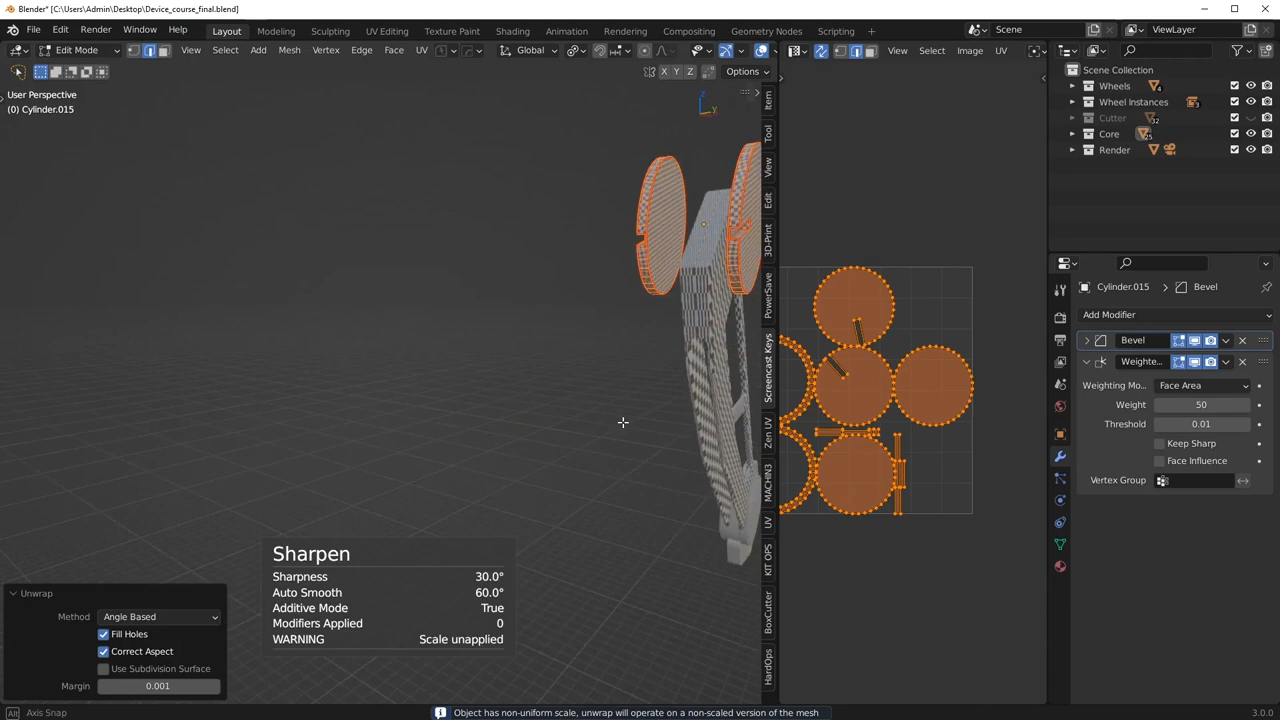 Blender* [C:\Users\Admin\Desktop\Device_course_final.blend]
File Edit Render Window Help
Layout Modeling Sculpting UV Editing Texture Paint Shading Animation Rendering Compositing Geometry Nodes Scripting +
Scene
ViewLayer
Edit Mode View Select Add Mesh Vertex Edge Face UV Global
View Select Image UV
X Y Z Options
User Perspective
(0) Cylinder.015
Z
Y
Item
Tool
View
Edit
3D-Print
PowerSave
Screencast Keys
Zen UV
MACHIN3
UV
KIT OPS
BoxCutter
HardOps
Scene Collection
Wheels 4
Wheel Instances 3
Cutter 32
Core 25
Render
Cylinder.015 > Bevel
Add Modifier
Bevel
Weighte...
Weighting Mo... Face Area
Weight 50
Threshold 0.01
Keep Sharp
Face Influence
Vertex Group
Sharpen
Sharpness 30.0°
Auto Smooth 60.0°
Additive Mode True
Modifiers Applied 0
WARNING Scale unapplied
Unwrap
Method Angle Based
Fill Holes
Correct Aspect
Use Subdivision Surface
Margin 0.001
Alt Axis Snap
Object has non-uniform scale, unwrap will operate on a non-scaled version of the mesh
3.0.0